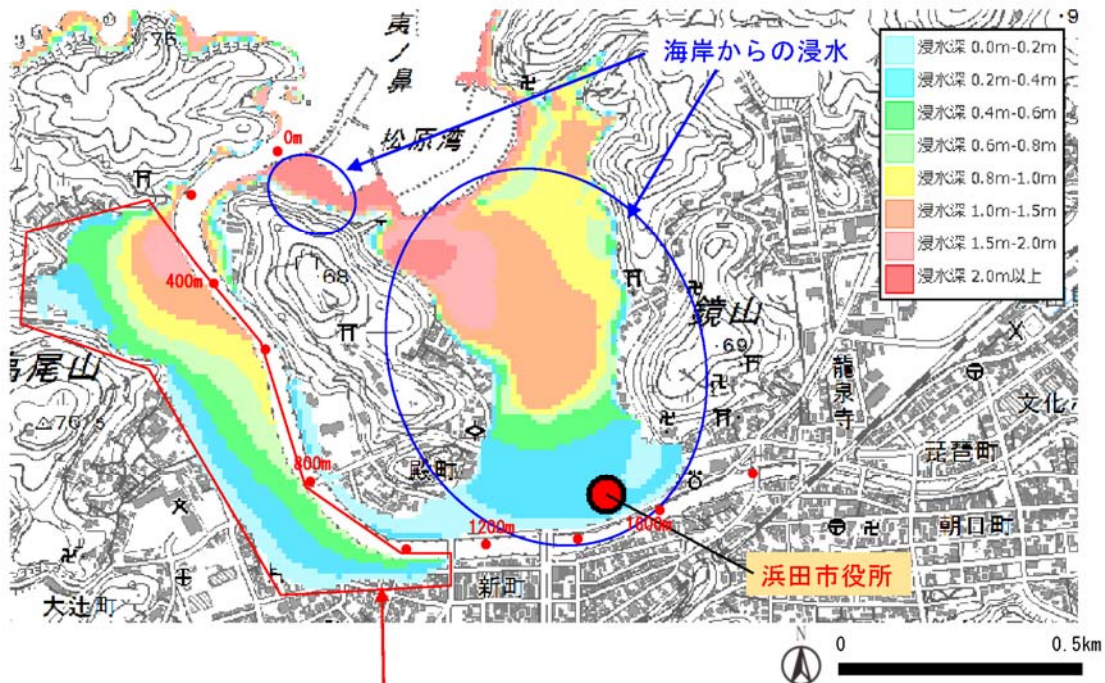 76
夷ノ鼻
海岸からの浸水
・9
浸水深 0.0m-0.2m
浸水深 0.2m-0.4m
浸水深 0.4m-0.6m
浸水深 0.6m-0.8m
浸水深 0.8m-1.0m
浸水深 1.0m-1.5m
浸水深 1.5m-2.0m
浸水深 2.0m以上
0m
松原湾
400m
68
鏡山
69
龍泉寺
文化
琵琶町
朝日町
殿町
800m
1200m
浜田市役所
新町
大辻町
N
0
0.5km